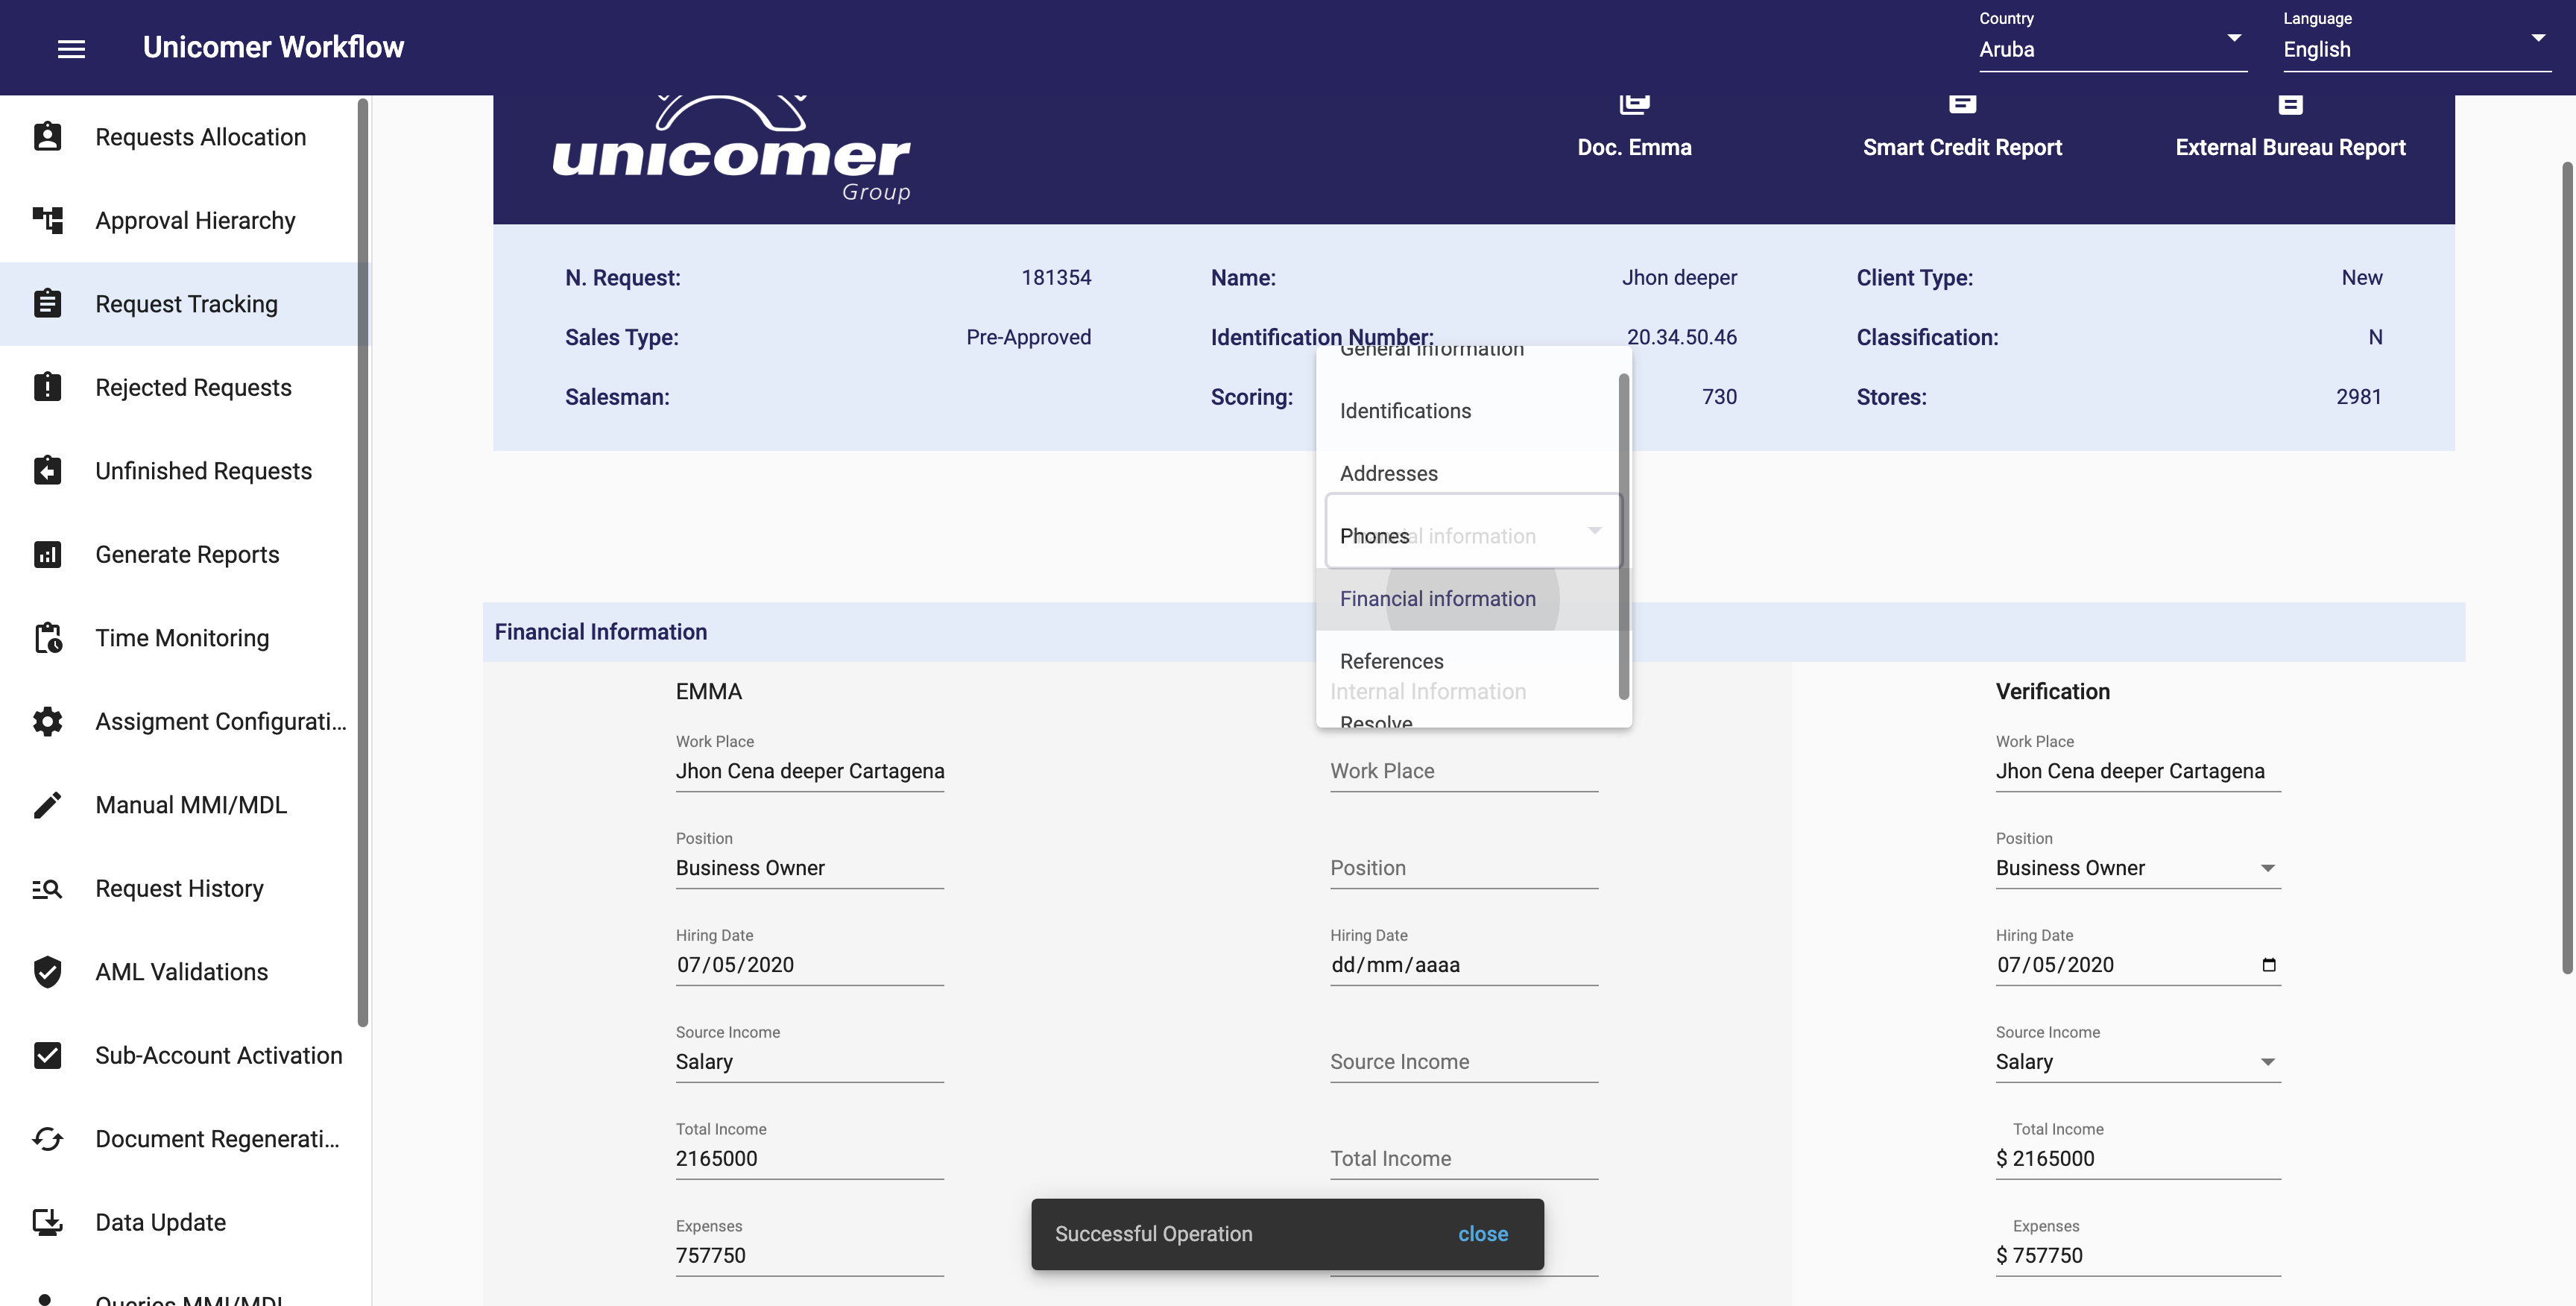 Unicomer Workflow
Country
Aruba
Language
English
Requests Allocation
Approval Hierarchy
Request Tracking
Rejected Requests
Unfinished Requests
Generate Reports
Time Monitoring
Assigment Configurati...
Manual MMI/MDL
Request History
AML Validations
Sub-Account Activation
Document Regenerati...
Data Update
Queries MMI/MDL
unicomer
Group
Doc. Emma
Smart Credit Report
External Bureau Report
N. Request: 181354
Name: Jhon deeper
Client Type: New
Sales Type: Pre-Approved
Identification Number: 20.34.50.46
Classification: N
Salesman:
Scoring: 730
Stores: 2981
General information
Identifications
Addresses
Phones
Financial information
References
Resolve
Financial Information
EMMA
Internal Information
Verification
Work Place
Jhon Cena deeper Cartagena
Work Place
Work Place
Jhon Cena deeper Cartagena
Position
Business Owner
Position
Position
Business Owner
Hiring Date
07/05/2020
Hiring Date
dd/mm/aaaa
Hiring Date
07/05/2020
Source Income
Salary
Source Income
Source Income
Salary
Total Income
2165000
Total Income
Total Income
$ 2165000
Expenses
757750
Expenses
$ 757750
Successful Operation
close